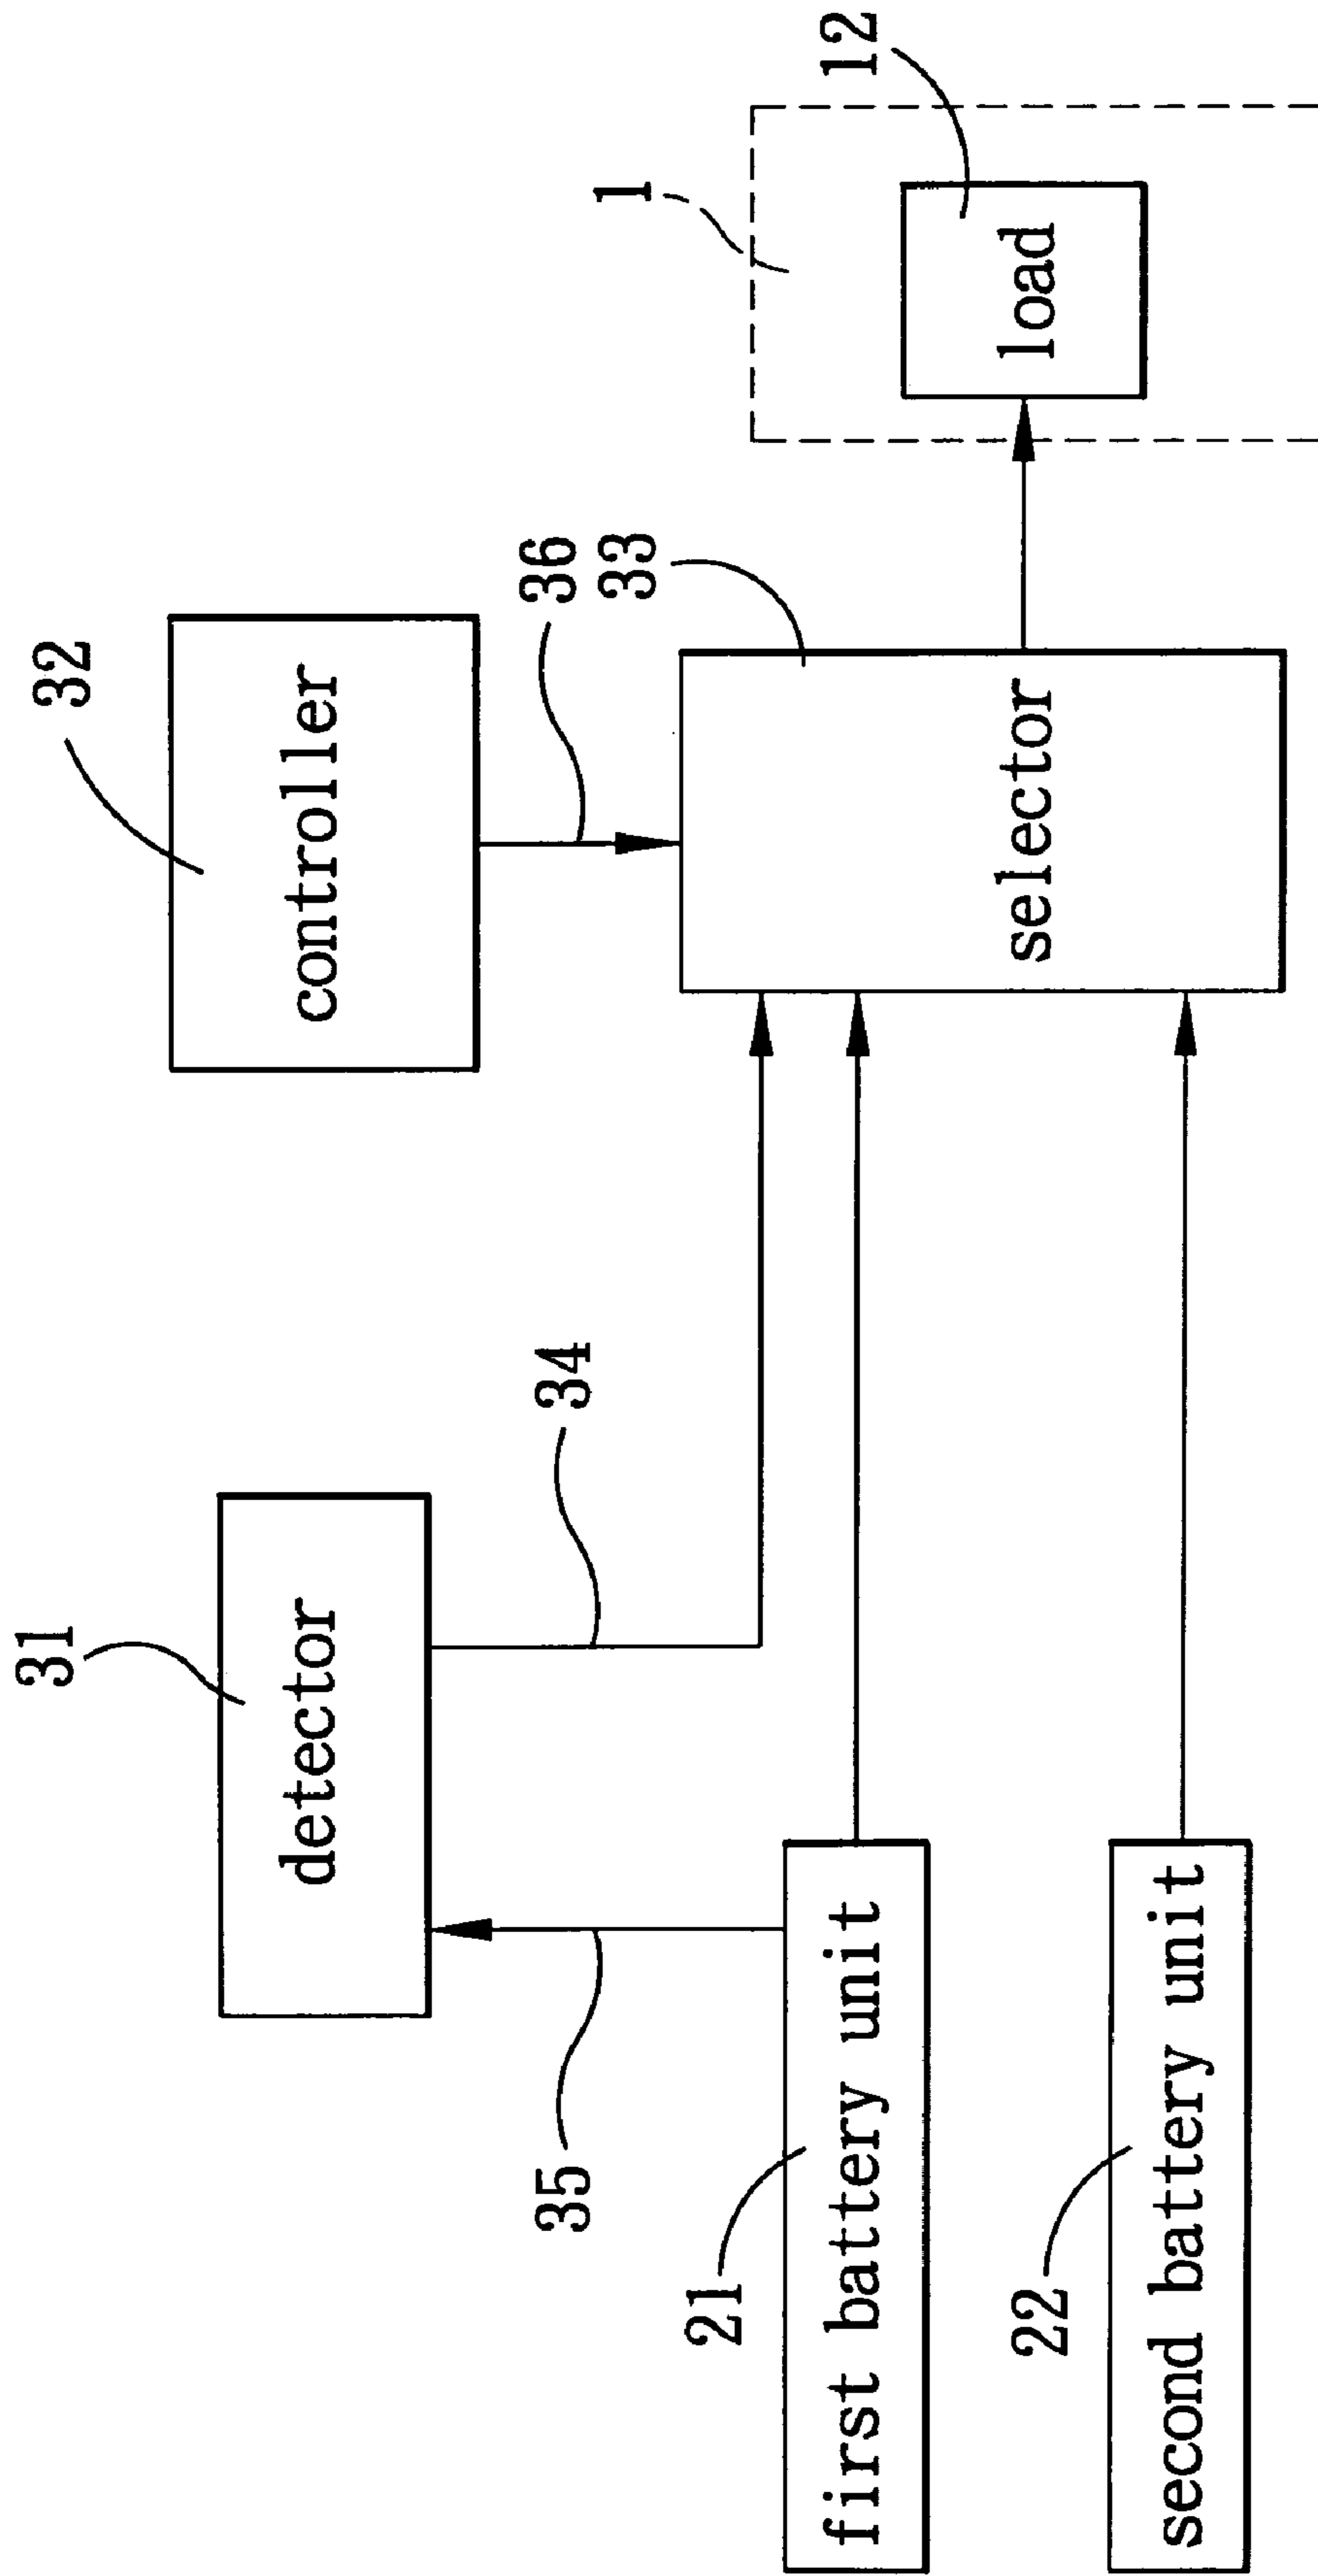 31
detector
32
controller
35
34
36
33
1
12
21
first battery unit
selector
load
22
second battery unit